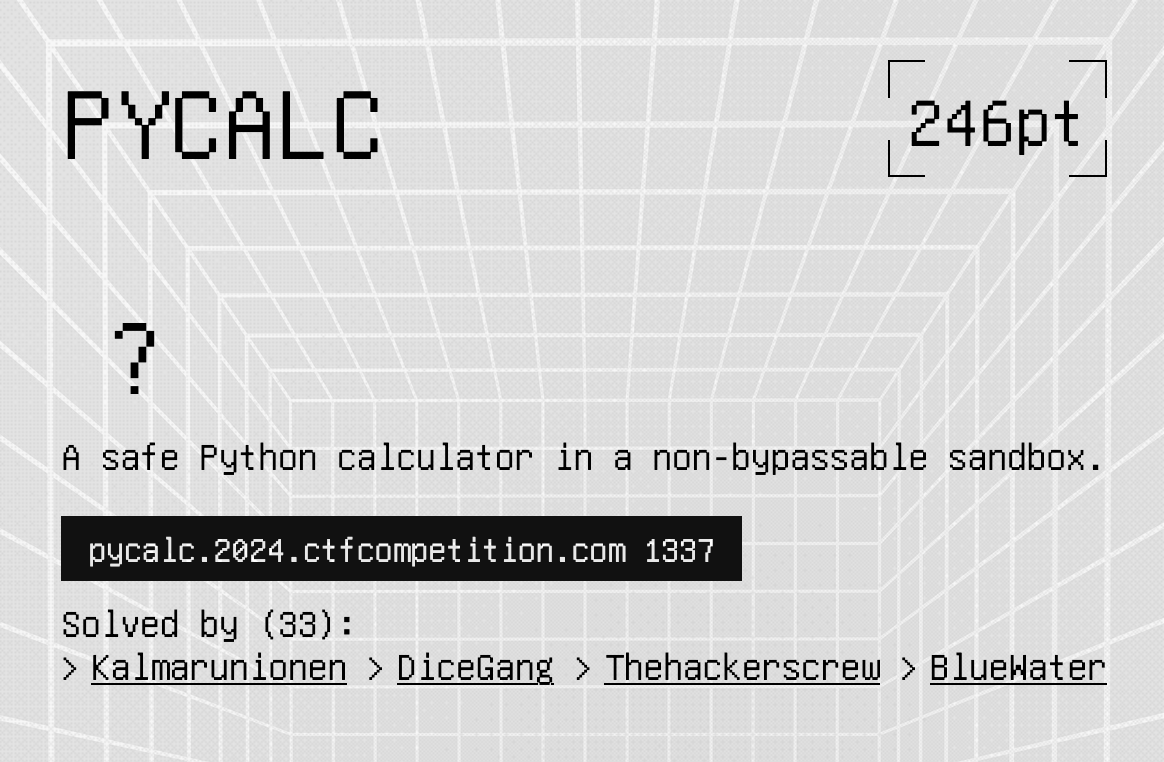 PYCALC
246pt
?
A safe Python calculator in a non-bypassable sandbox.
pycalc.2024.ctfcompetition.com 1337
Solved by (33):
> Kalmarunionen > DiceGang > Thehackerscrew > BlueWater